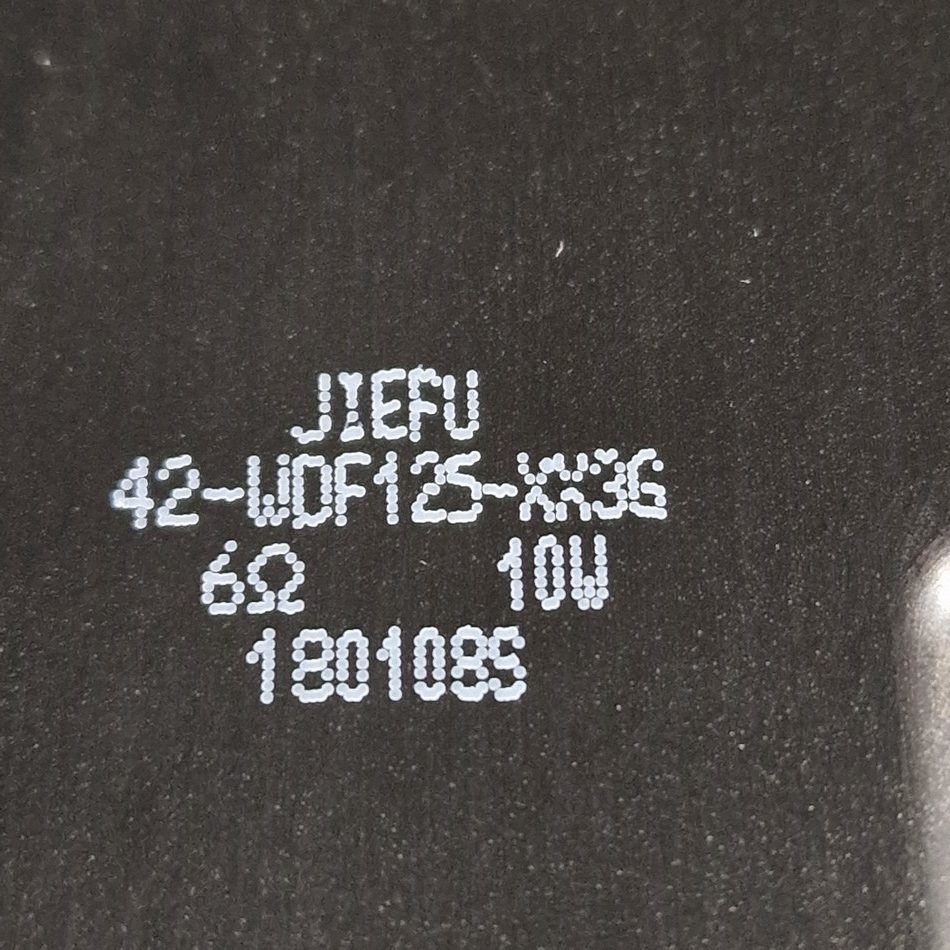 JIEFU
42-WDF125-XX3G
6Ω 10W
180108S